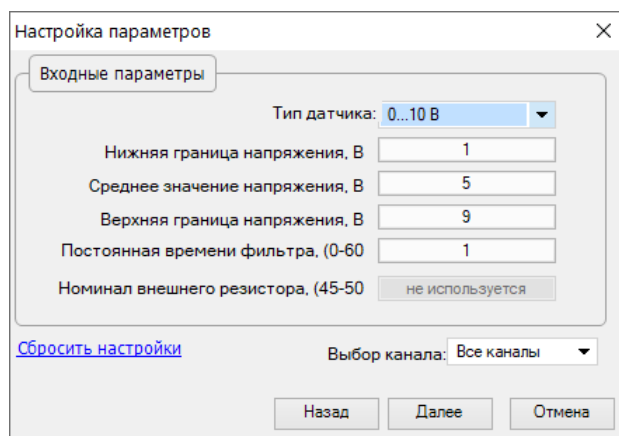 Настройка параметров
Входные параметры
Тип датчика: 0...10 В
Нижняя граница напряжения, В 1
Среднее значение напряжения, В 5
Верхняя граница напряжения, В 9
Постоянная времени фильтра, (0-60 1
Номинал внешнего резистора, (45-50 не используется
Сбросить настройки Выбор канала: Все каналы
Назад Далее Отмена